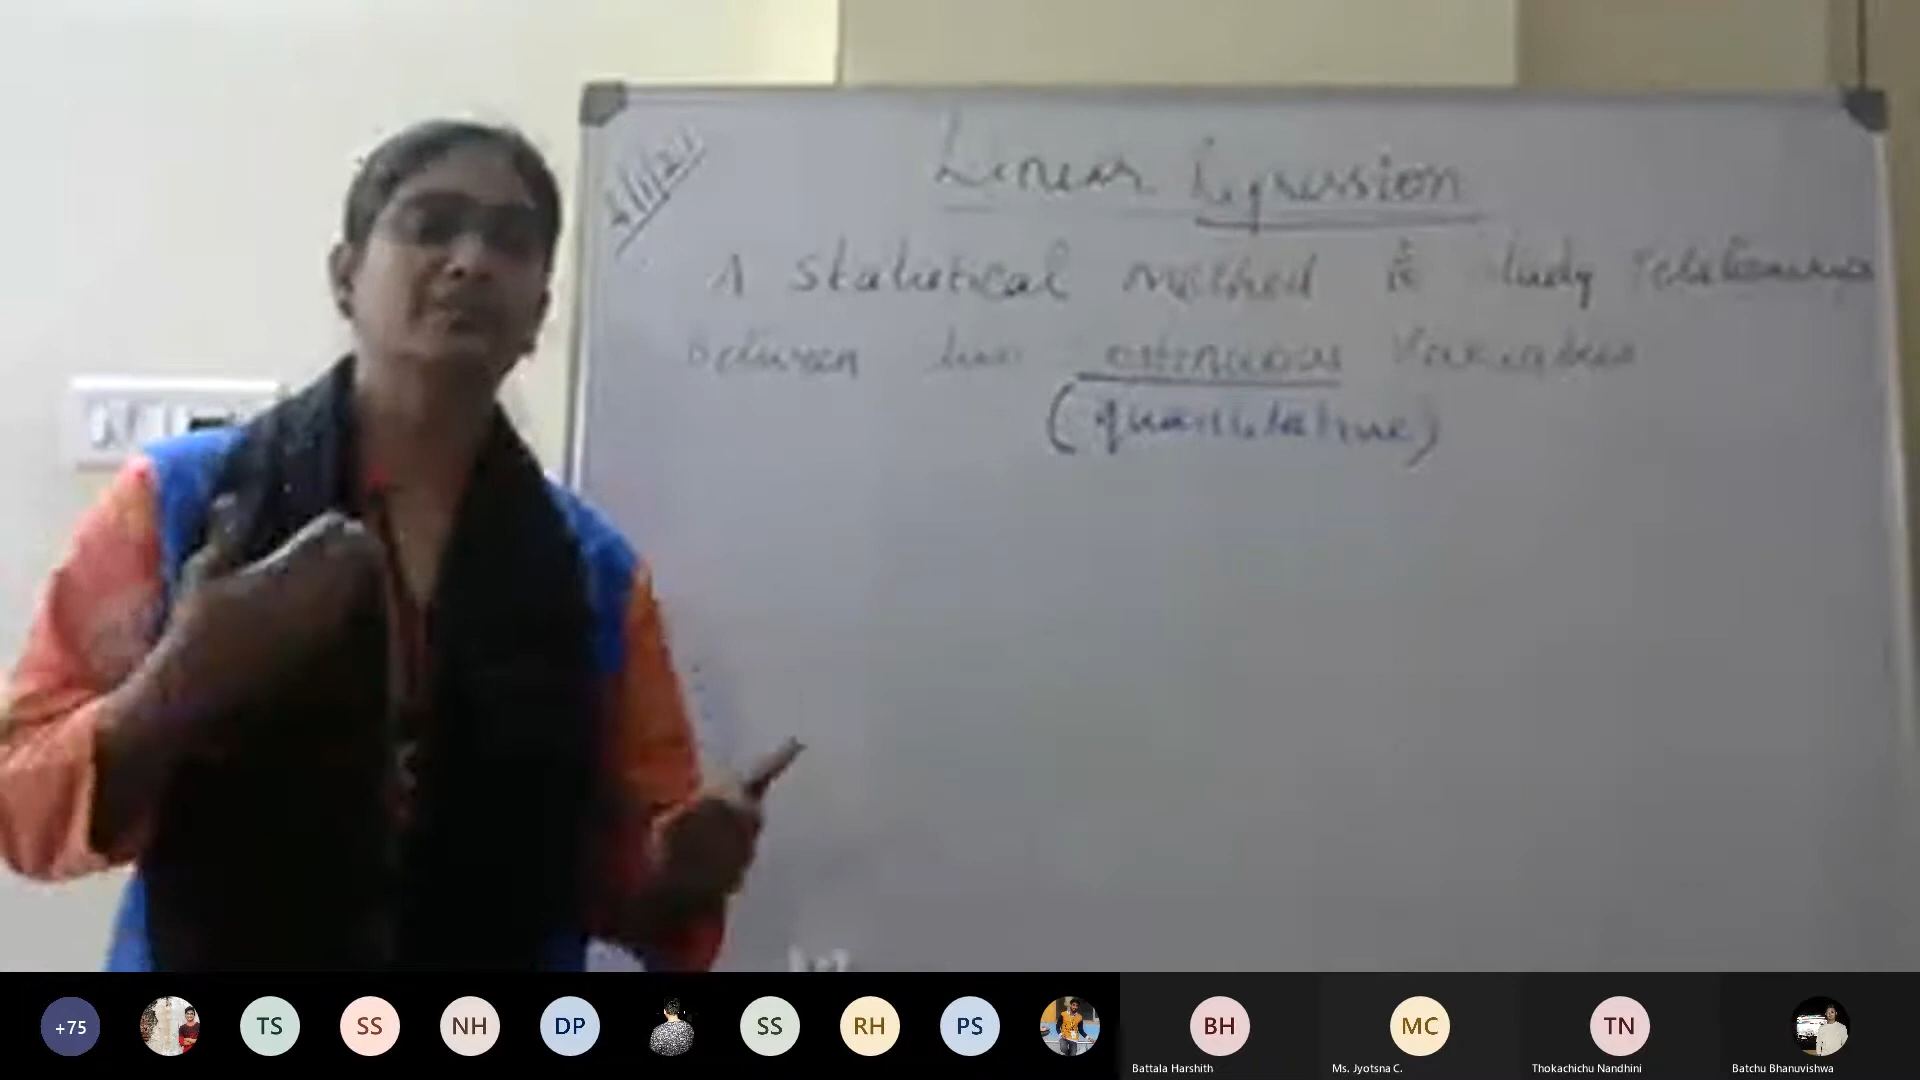 Linear Regression
A statistical method to study relationships
between two continuous variables
(quantitative)
+75
TS
SS
NH
DP
SS
RH
PS
BH
MC
TN
Battala Harshith
Ms. Jyotsna C.
Thokachichu Nandhini
Batchu Bhanuvishwa